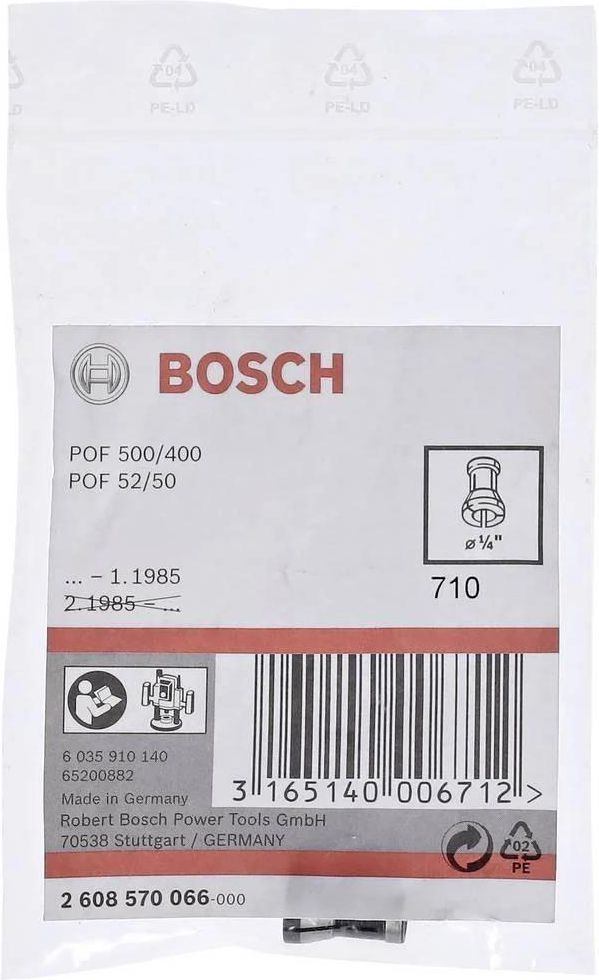 04 04 04
PE-LD PE-LD PE-LD
BOSCH
POF 500/400
POF 52/50
ø 1/4"
... – 1.1985
2.1985 – ...
710
6 035 910 140
65200882
Made in Germany
Robert Bosch Power Tools GmbH
70538 Stuttgart / GERMANY
3 165140 006712 >
02
PE
2 608 570 066-000